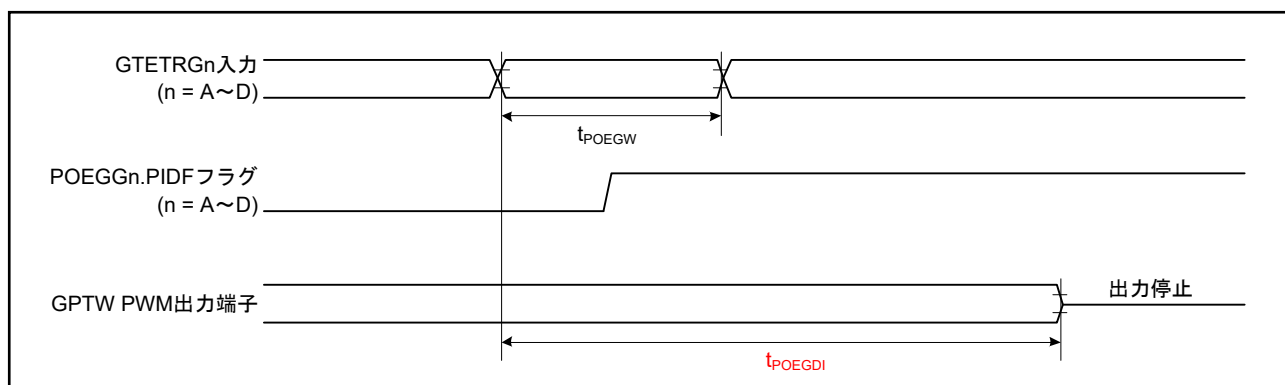 GTETRGn入力
(n = A~D)
tPOEGW
POEGGn.PIDFフラグ
(n = A~D)
GPTW PWM出力端子
出力停止
tPOEGDI